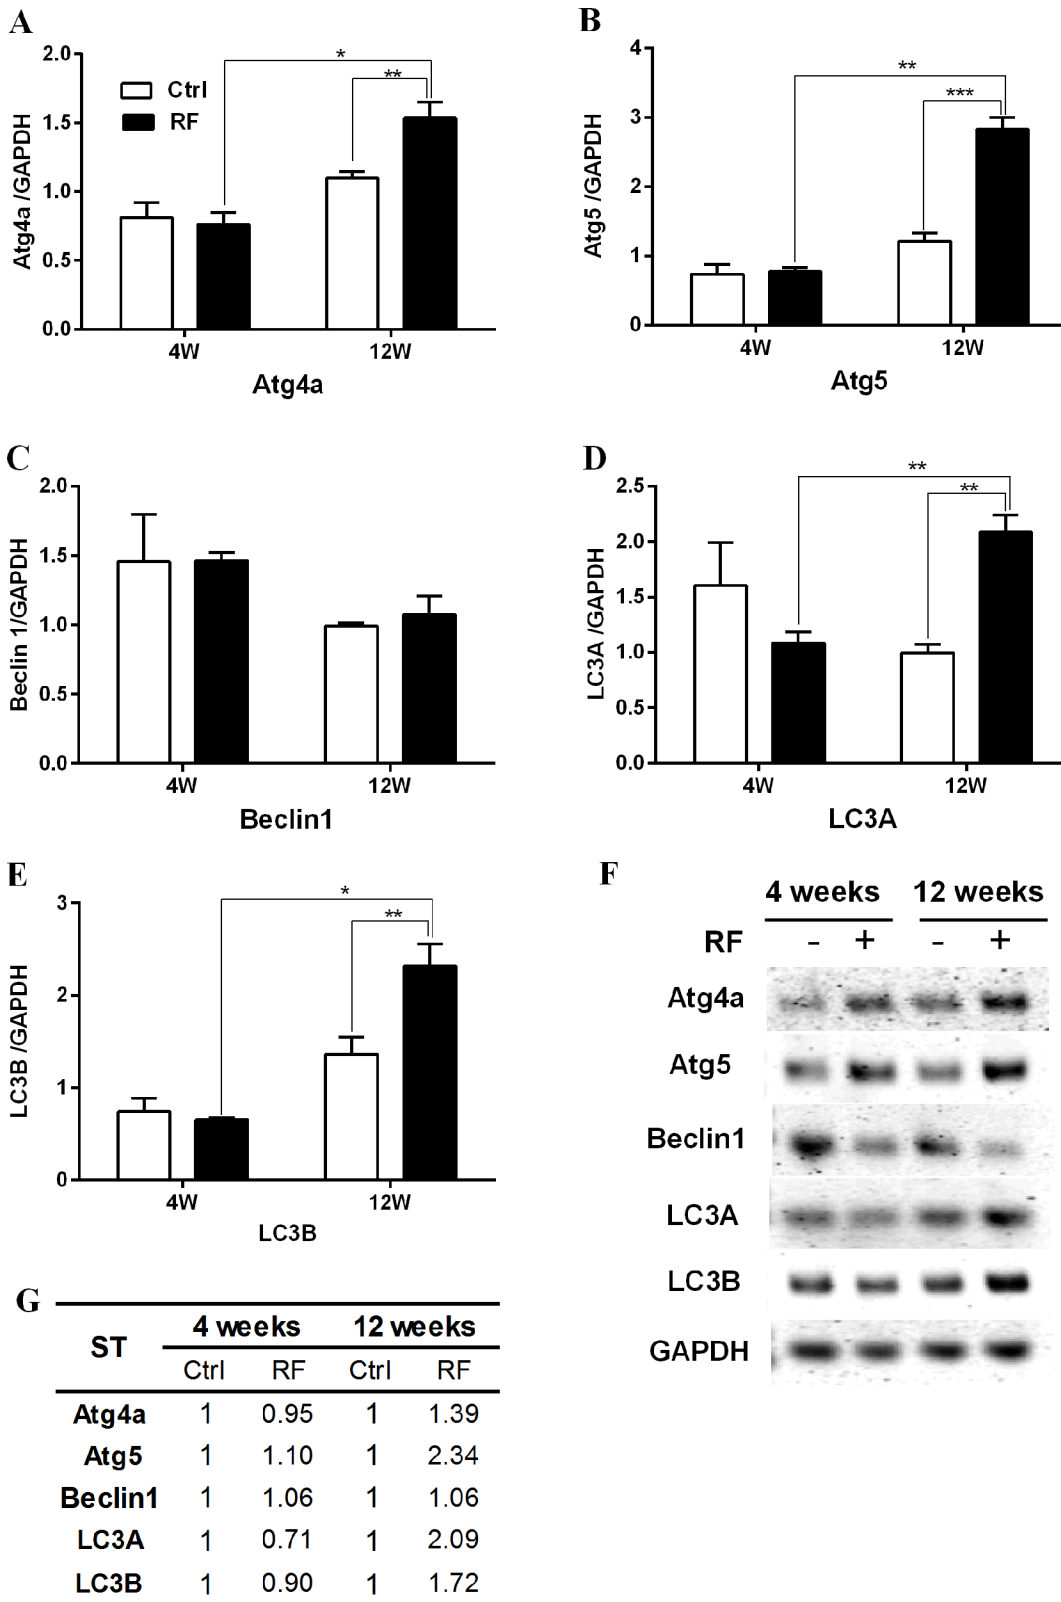 A
2.0
1.5
1.0
0.5
0.0
Atg4a /GAPDH
Ctrl
RF
*
**
4W 12W
Atg4a
B
4
3
2
1
0
Atg5 /GAPDH
**
***
4W 12W
Atg5
C
2.0
1.5
1.0
0.5
0.0
Beclin 1/GAPDH
4W 12W
Beclin1
D
2.5
2.0
1.5
1.0
0.5
0.0
LC3A /GAPDH
**
**
4W 12W
LC3A
E
3
2
1
0
LC3B /GAPDH
*
**
4W 12W
LC3B
F
4 weeks 12 weeks
RF - + - +
Atg4a
Atg5
Beclin1
LC3A
LC3B
GAPDH
G
ST 4 weeks 12 weeks
Ctrl RF Ctrl RF
Atg4a 1 0.95 1 1.39
Atg5 1 1.10 1 2.34
Beclin1 1 1.06 1 1.06
LC3A 1 0.71 1 2.09
LC3B 1 0.90 1 1.72